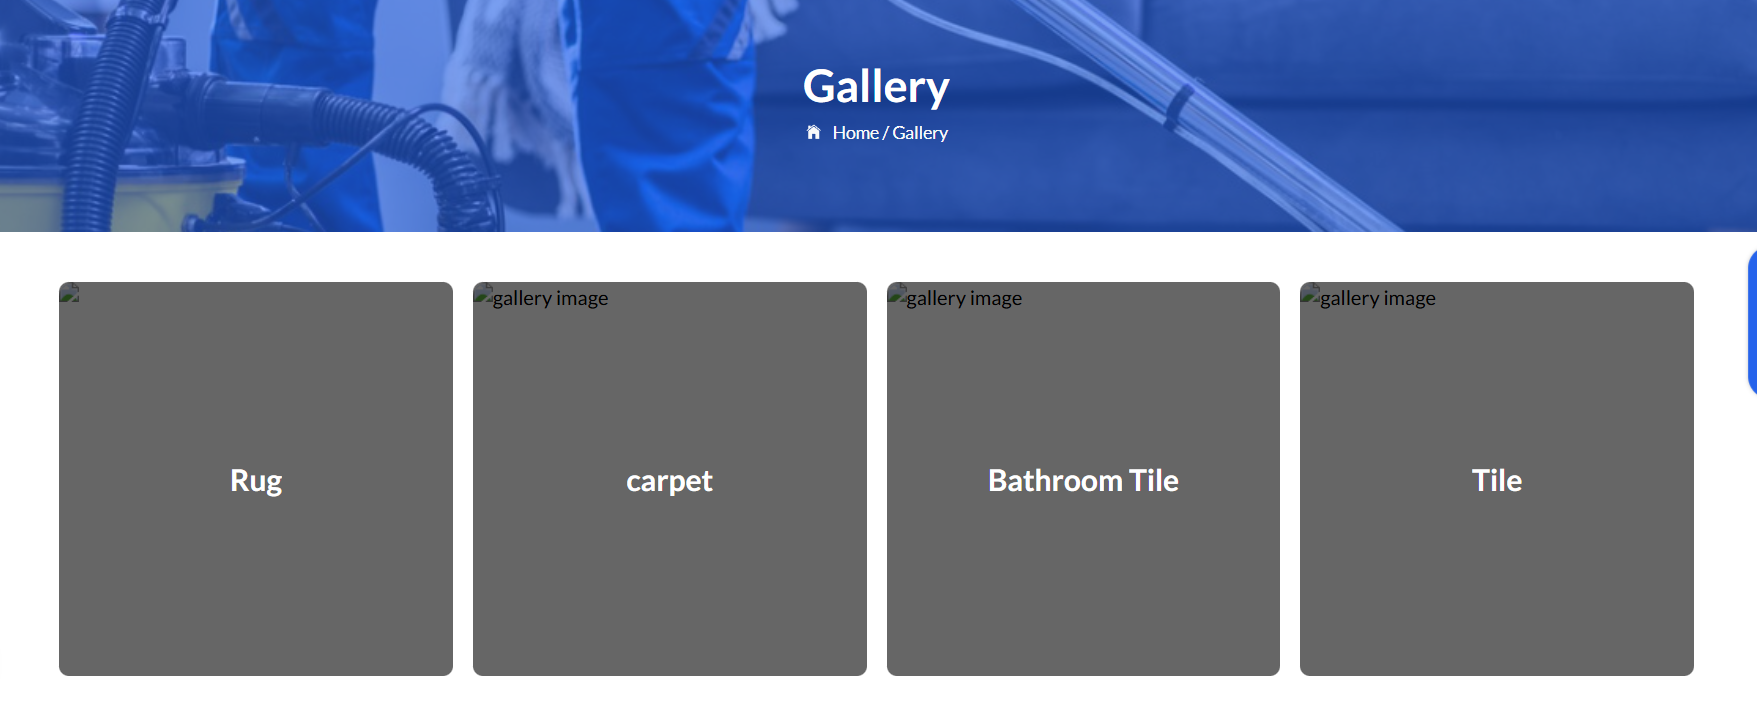 Gallery
Home / Gallery
gallery image
gallery image
gallery image
Rug
carpet
Bathroom Tile
Tile